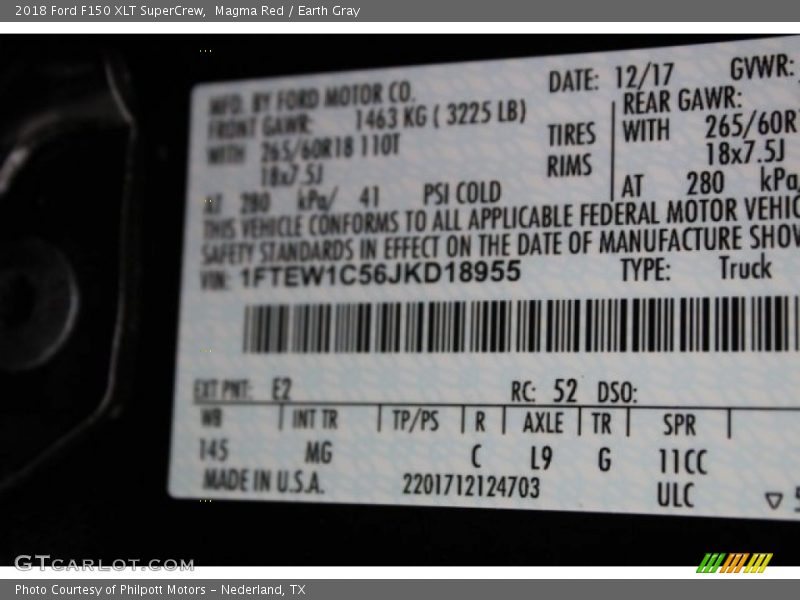 2018 Ford F150 XLT SuperCrew,  Magma Red / Earth Gray
MFD. BY FORD MOTOR CO.
DATE: 12/17
GVWR:
FRONT GAWR: 1463 KG ( 3225 LB)
REAR GAWR:
WITH 265/60R18 110T
TIRES
WITH 265/60R1
18x7.5J
RIMS
18x7.5J
AT 280 kPa/ 41 PSI COLD
AT 280 kPa/
THIS VEHICLE CONFORMS TO ALL APPLICABLE FEDERAL MOTOR VEHIC
SAFETY STANDARDS IN EFFECT ON THE DATE OF MANUFACTURE SHOW
VIN: 1FTEW1C56JKD18955
TYPE: Truck
EXT PNT: E2
RC: 52 DSO:
WB INT TR TP/PS R AXLE TR SPR
145 MG C L9 G 11CC
MADE IN U.S.A.
2201712124703
ULC
▽ 5
GTCARLOT.COM
Photo Courtesy of Philpott Motors - Nederland, TX